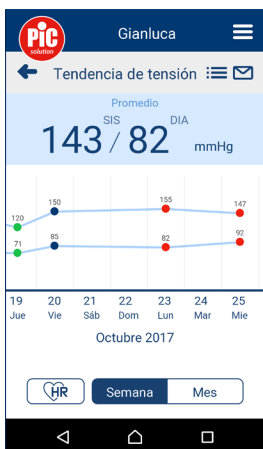 PiC
solution
Gianluca
Tendencia de tensión
Promedio
SIS DIA
143 / 82 mmHg
150 155 147
120
85 82 92
71
19 20 21 22 23 24 25
Jue Vie Sáb Dom Lun Mar Mie
Octubre 2017
HR Semana Mes